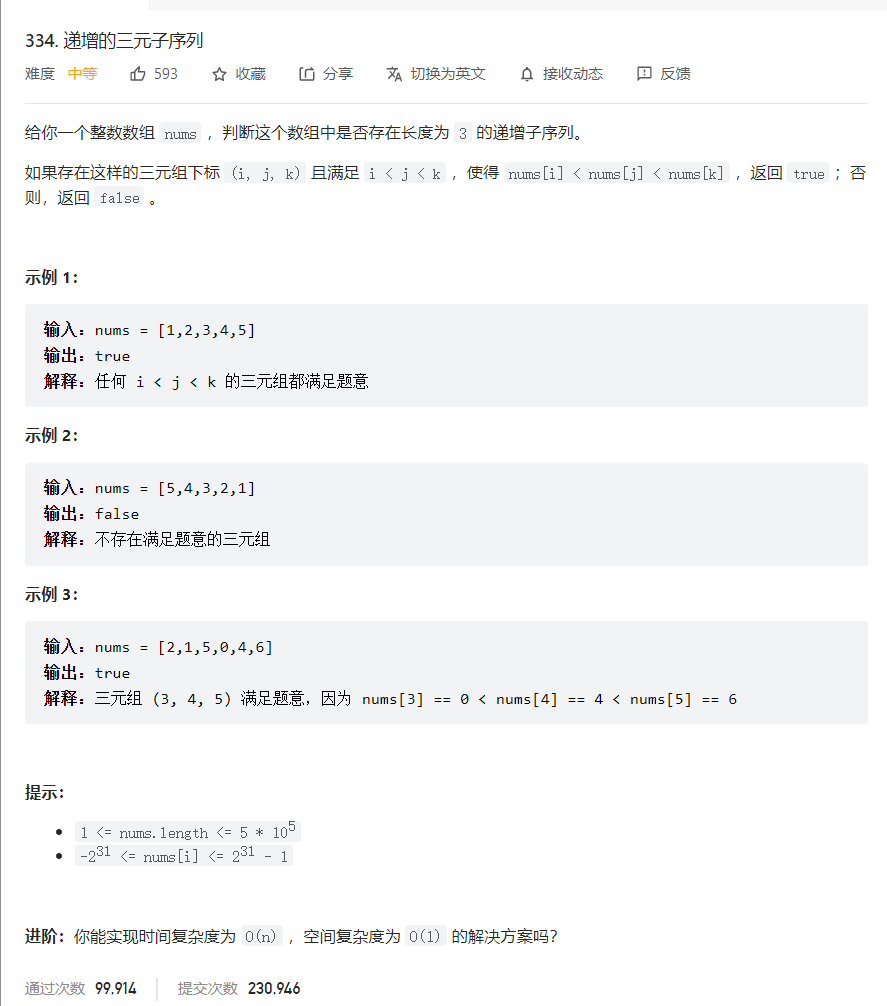 334. 递增的三元子序列
难度 中等 593 收藏 分享 切换为英文 接收动态 反馈
给你一个整数数组 nums ，判断这个数组中是否存在长度为 3 的递增子序列。
如果存在这样的三元组下标 (i, j, k) 且满足 i < j < k ，使得 nums[i] < nums[j] < nums[k] ，返回 true ；否
则，返回 false 。
示例 1：
输入：nums = [1,2,3,4,5]
输出：true
解释：任何 i < j < k 的三元组都满足题意
示例 2：
输入：nums = [5,4,3,2,1]
输出：false
解释：不存在满足题意的三元组
示例 3：
输入：nums = [2,1,5,0,4,6]
输出：true
解释：三元组 (3, 4, 5) 满足题意，因为 nums[3] == 0 < nums[4] == 4 < nums[5] == 6
提示：
• 1 <= nums.length <= 5 * 10⁵
• -2³¹ <= nums[i] <= 2³¹ - 1
进阶：你能实现时间复杂度为 O(n) ，空间复杂度为 O(1) 的解决方案吗？
通过次数 99,914 提交次数 230,946